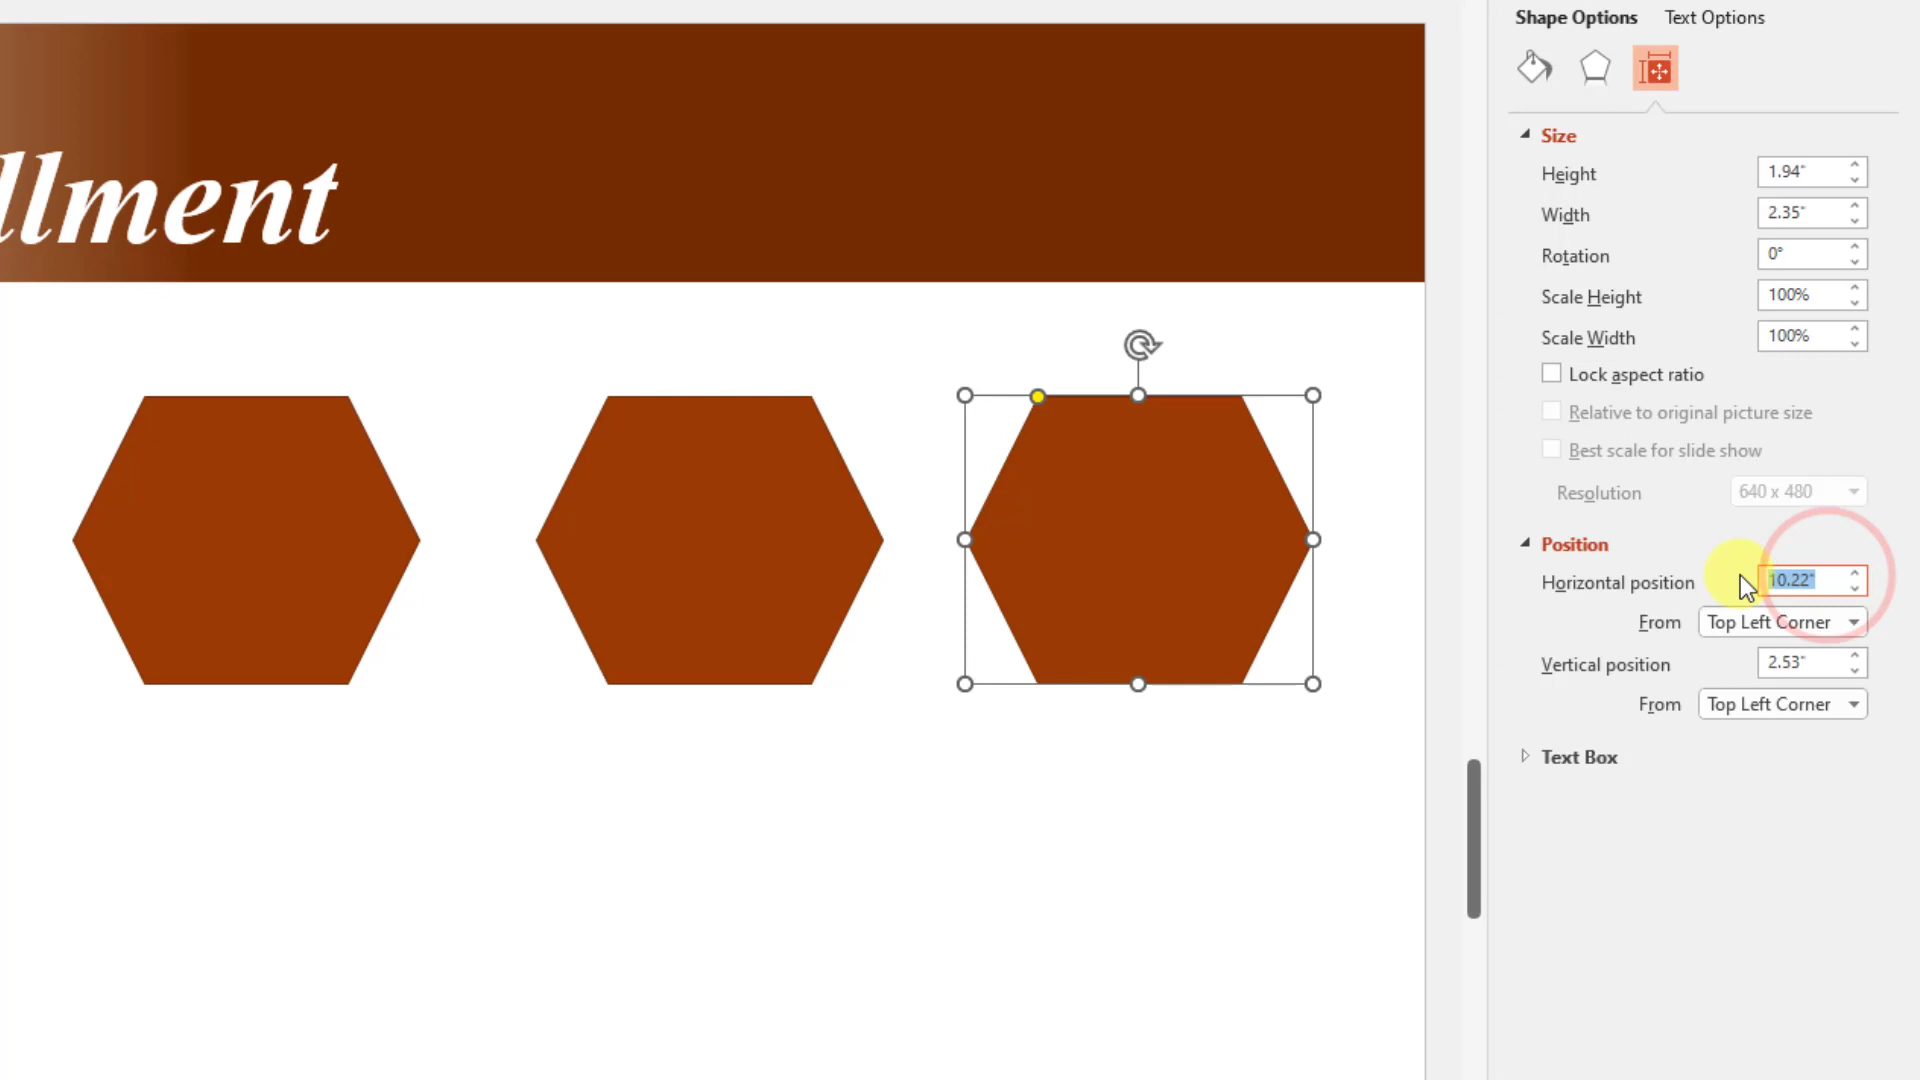 Shape Options Text Options
llment
Size
Height 1.94"
Width 2.35"
Rotation 0°
Scale Height 100%
Scale Width 100%
Lock aspect ratio
Relative to original picture size
Best scale for slide show
Resolution 640 x 480
Position
Horizontal position 10.22"
From Top Left Corner
Vertical position 2.53"
From Top Left Corner
Text Box